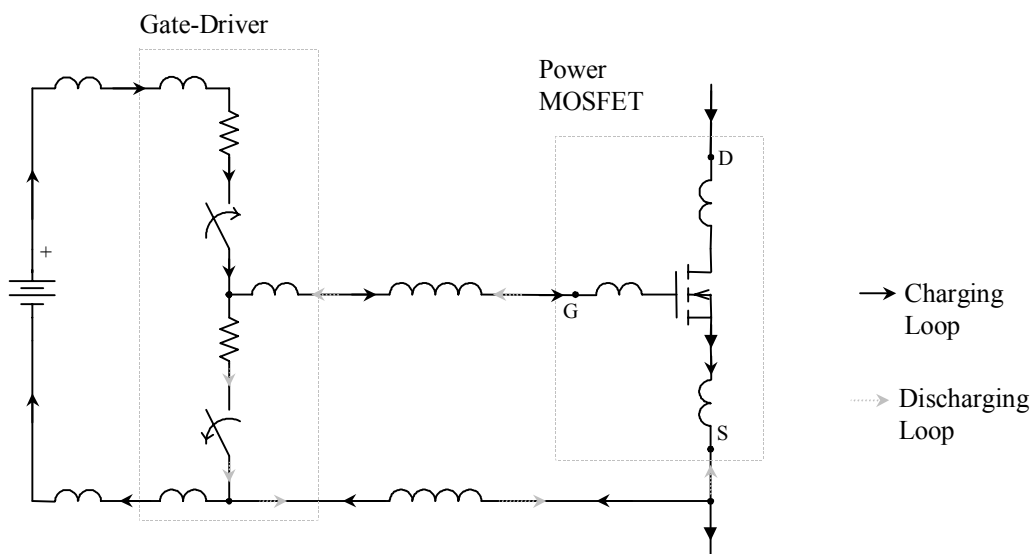 Gate-Driver
Power
MOSFET
D
+
G
Charging
Loop
Discharging
Loop
S